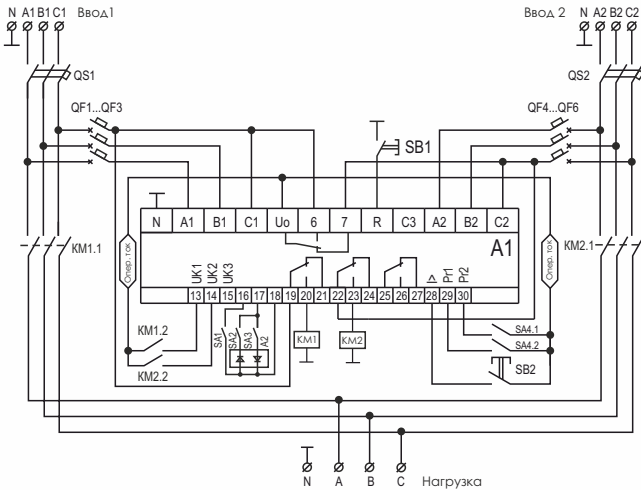 N A1 B1 C1 Ввод1
Ввод 2 N A2 B2 C2
QS1
QS2
QF1...QF3
QF4...QF6
SB1
N A1 B1 C1 Uo 6 7 R C3 A2 B2 C2
A1
KM1.1
KM2.1
Опер. ток
Опер. ток
UK1 UK2 UK3
I> Pr1 Pr2
13 14 15 16 17 18 19 20 21 22 23 24 25 26 27 28 29 30
KM1.2
KM2.2
SA1 SA2 SA3 A2
KM1
KM2
SA4.1
SA4.2
SB2
N A B C Нагрузка